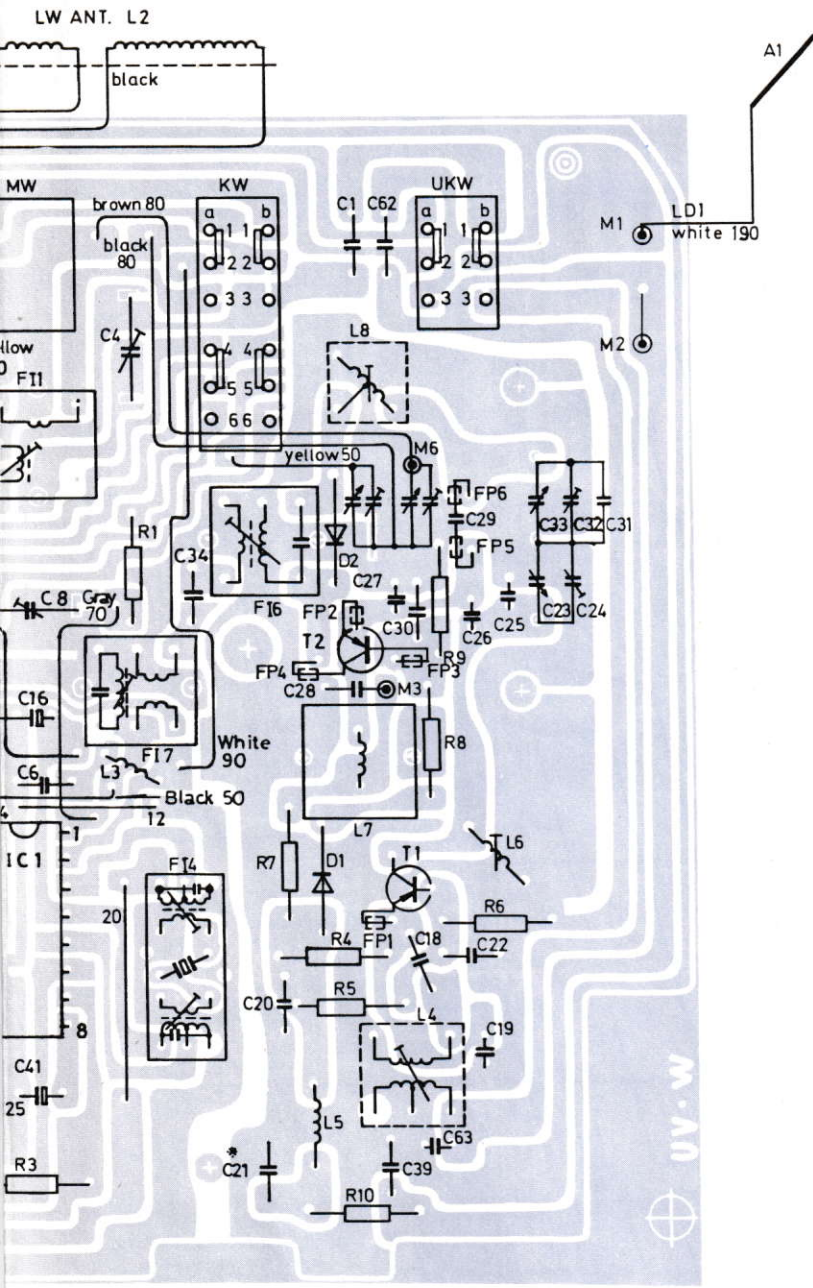 LW ANT. L2
black
A1
MW
brown 80
KW
C1 C62
UKW
a b
a b
1 1
1 1
M1
LD1
white 190
black
80
2 2
2 2
3 3
3 3
C4
L8
M2
4 4
FI1
5 5
6 6
yellow 50
M6
FP6
C29
C33 C32 C31
R1
D2
FP5
C34
C27
C8
Gray
70
FI6
FP2
C30
C26
C25
C23 C24
T2
R9
FP4
FP3
C28
M3
C16
R8
White
90
FI7
C6
L3
Black 50
12
L7
4
1
IC1
FI4
R7
D1
T1
L6
20
R6
FP1
C18
R4
C22
C20
R5
L4
8
C19
C41
25
L5
C63
*
C21
C39
R3
R10
UV-W